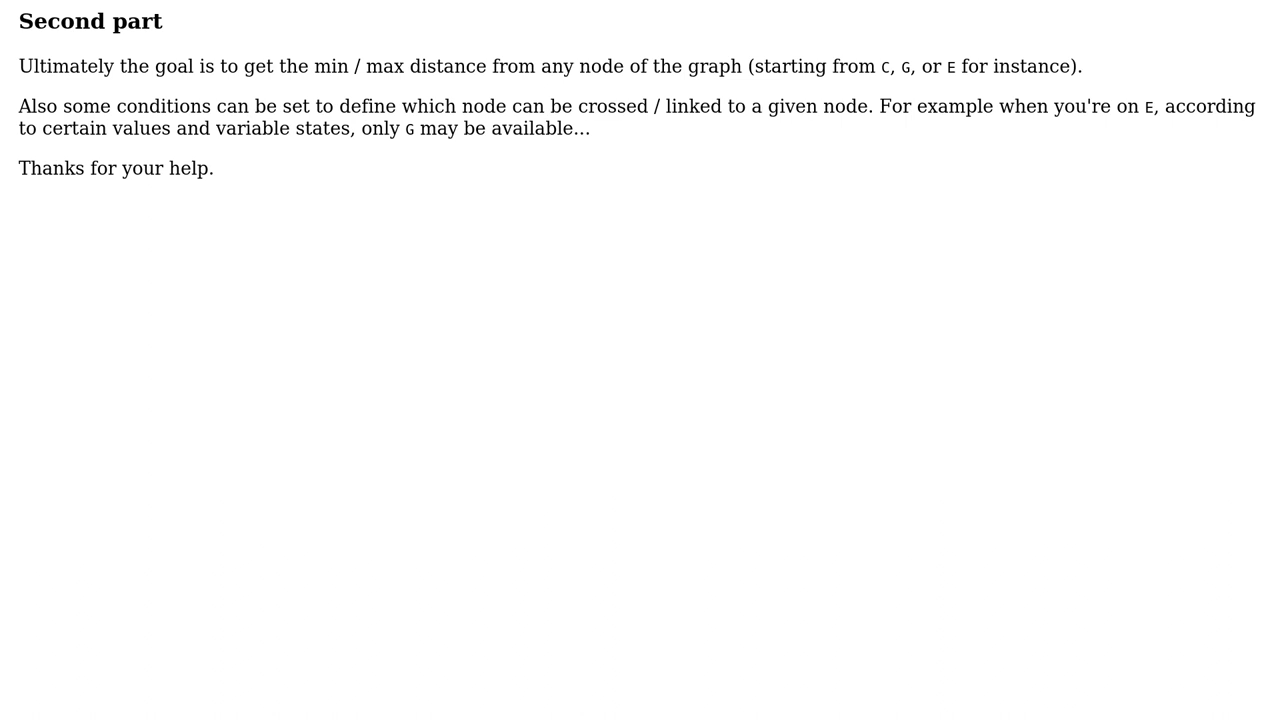 Second part
Ultimately the goal is to get the min / max distance from any node of the graph (starting from C, G, or E for instance).
Also some conditions can be set to define which node can be crossed / linked to a given node. For example when you're on E, according
to certain values and variable states, only G may be available...
Thanks for your help.